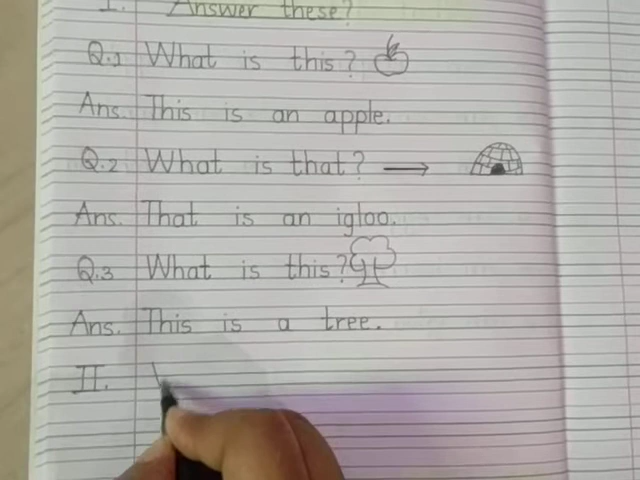 I. Answer these?
Q.1 What is this?
Ans. This is an apple.
Q.2 What is that?
Ans. That is an igloo.
Q.3 What is this?
Ans. This is a tree.
II.